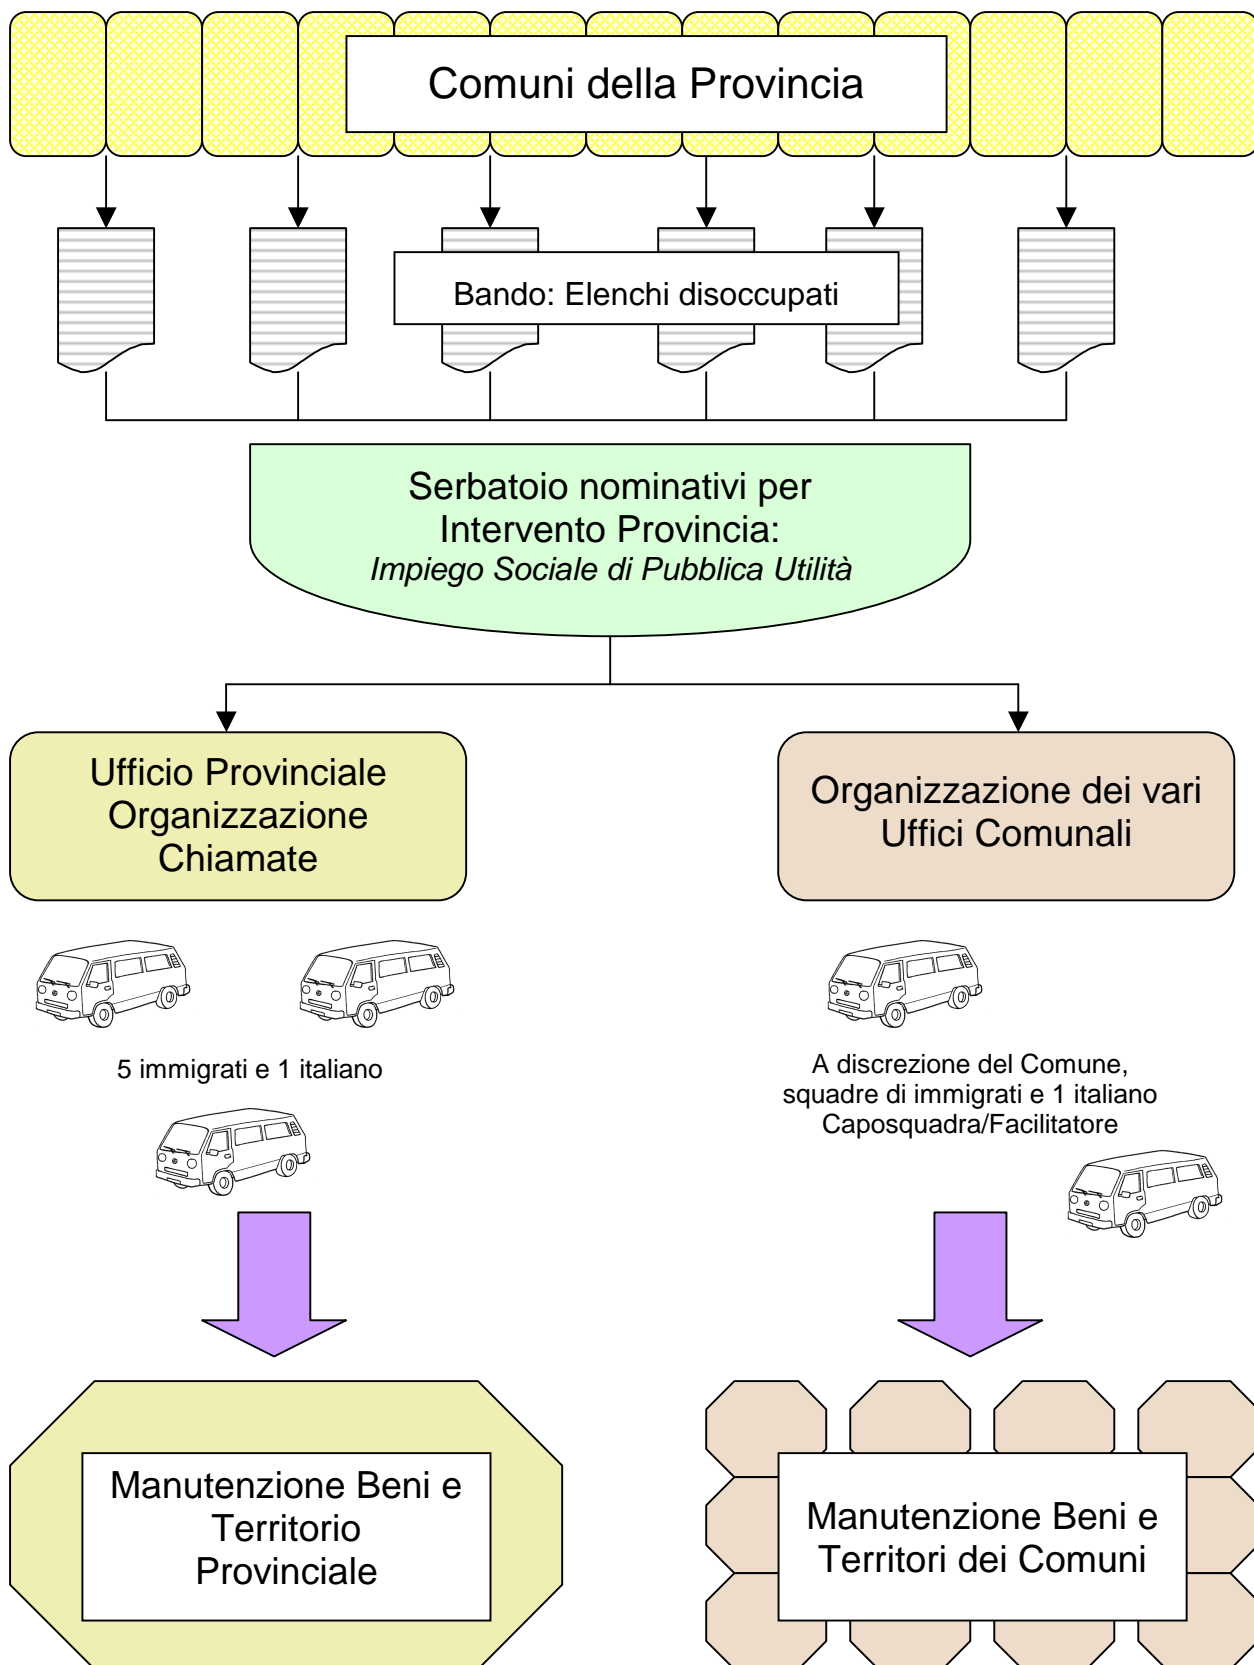 Comuni della Provincia
Bando: Elenchi disoccupati
Serbatoio nominativi per
Intervento Provincia:
Impiego Sociale di Pubblica Utilità
Ufficio Provinciale
Organizzazione
Chiamate
Organizzazione dei vari
Uffici Comunali
5 immigrati e 1 italiano
A discrezione del Comune,
squadre di immigrati e 1 italiano
Caposquadra/Facilitatore
Manutenzione Beni e
Territorio
Provinciale
Manutenzione Beni e
Territori dei Comuni